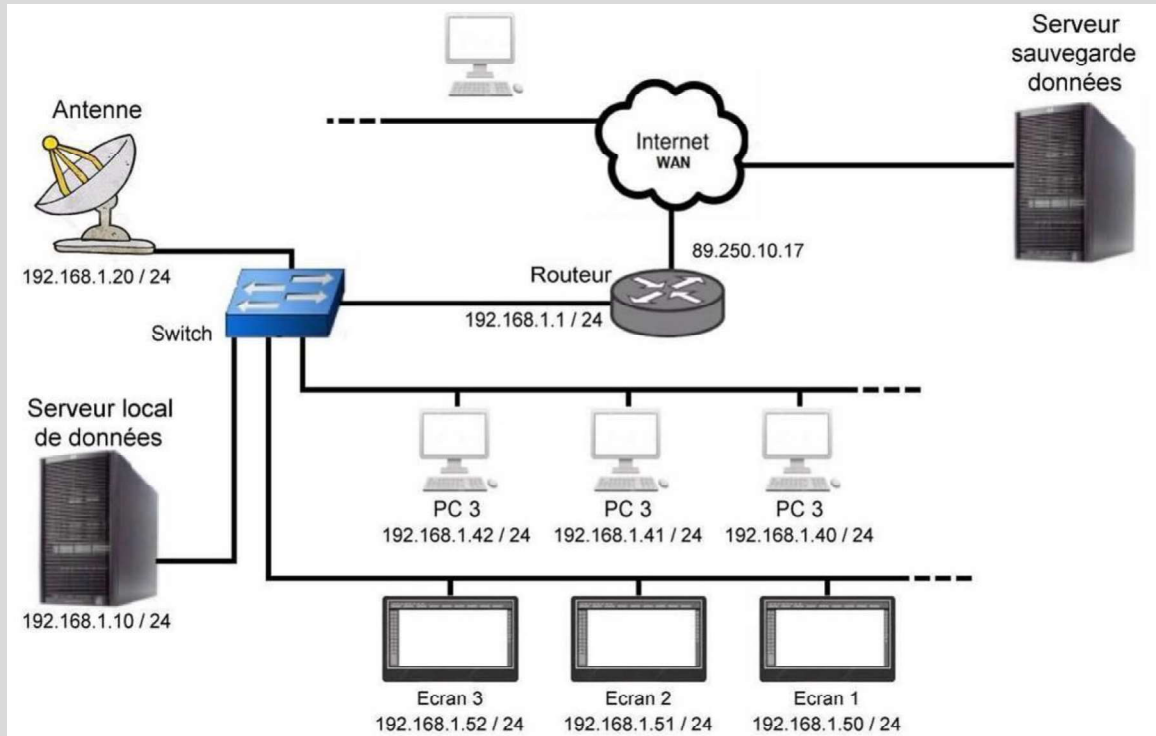 Serveur
sauvegarde
données
Antenne
Internet
WAN
192.168.1.20 / 24
89.250.10.17
Routeur
192.168.1.1 / 24
Switch
Serveur local
de données
192.168.1.10 / 24
PC 3
192.168.1.42 / 24
PC 3
192.168.1.41 / 24
PC 3
192.168.1.40 / 24
Ecran 3
192.168.1.52 / 24
Ecran 2
192.168.1.51 / 24
Ecran 1
192.168.1.50 / 24